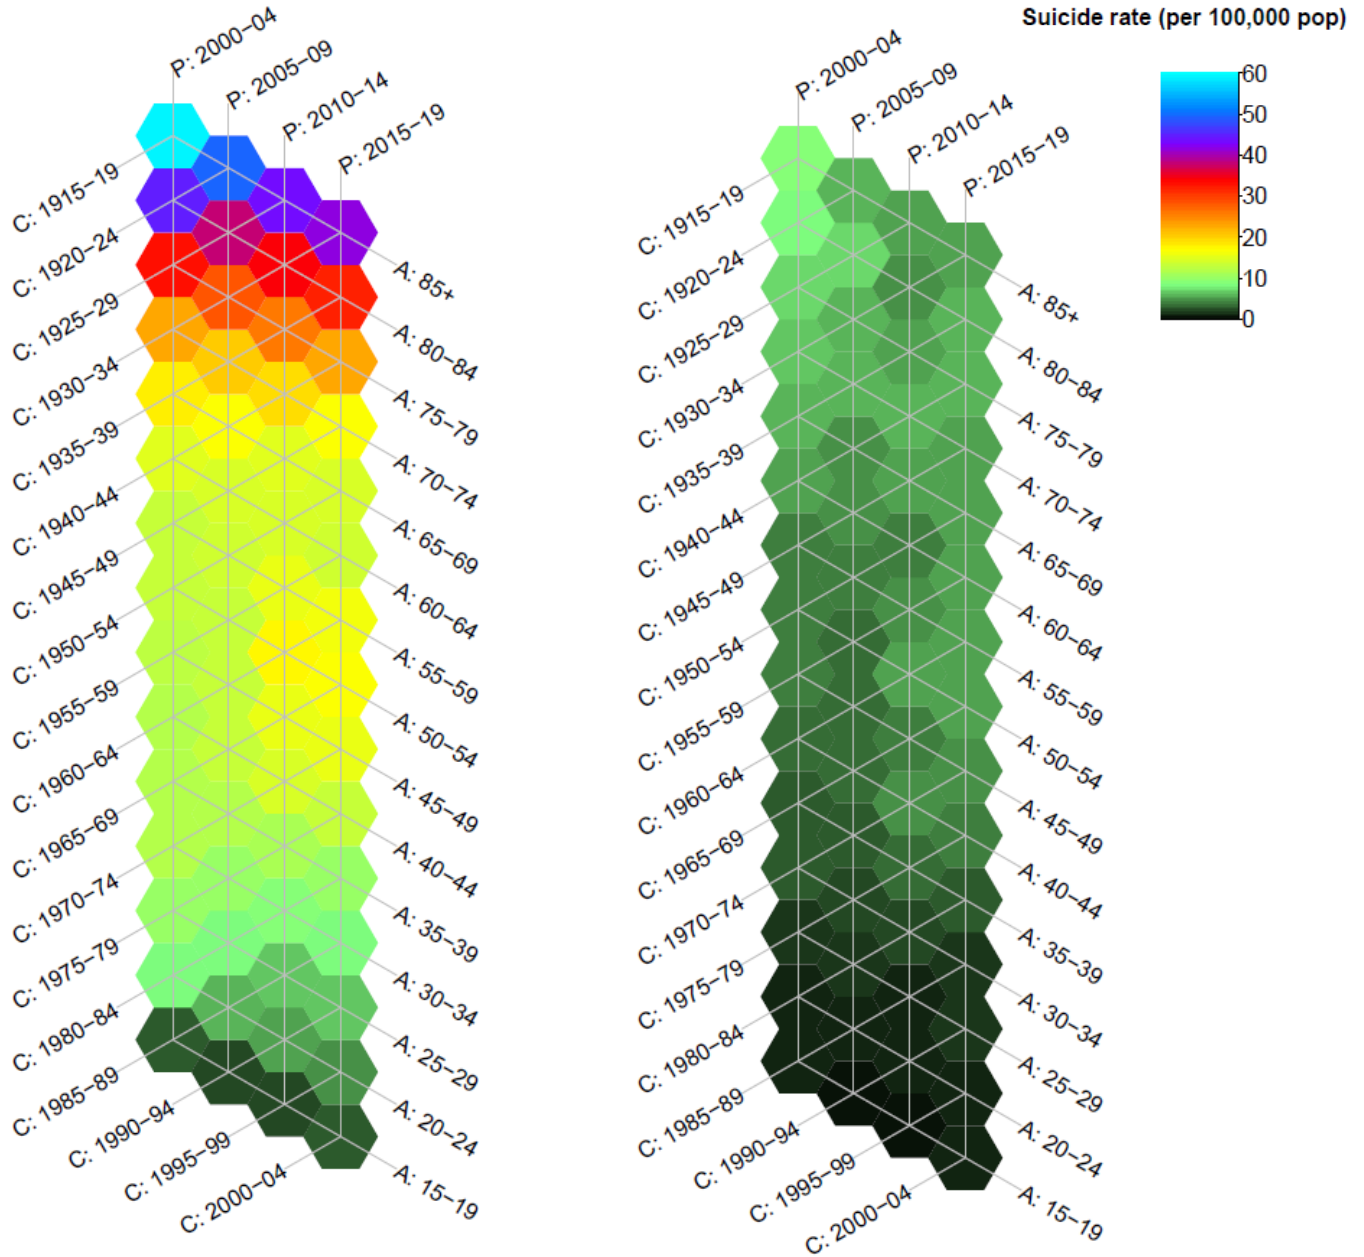 Suicide rate (per 100,000 pop)
60
50
40
30
20
10
0
P: 2000−04
P: 2005−09
P: 2010−14
P: 2015−19
C: 1915−19
C: 1920−24
C: 1925−29
C: 1930−34
C: 1935−39
C: 1940−44
C: 1945−49
C: 1950−54
C: 1955−59
C: 1960−64
C: 1965−69
C: 1970−74
C: 1975−79
C: 1980−84
C: 1985−89
C: 1990−94
C: 1995−99
C: 2000−04
A: 85+
A: 80−84
A: 75−79
A: 70−74
A: 65−69
A: 60−64
A: 55−59
A: 50−54
A: 45−49
A: 40−44
A: 35−39
A: 30−34
A: 25−29
A: 20−24
A: 15−19
P: 2000−04
P: 2005−09
P: 2010−14
P: 2015−19
C: 1915−19
C: 1920−24
C: 1925−29
C: 1930−34
C: 1935−39
C: 1940−44
C: 1945−49
C: 1950−54
C: 1955−59
C: 1960−64
C: 1965−69
C: 1970−74
C: 1975−79
C: 1980−84
C: 1985−89
C: 1990−94
C: 1995−99
C: 2000−04
A: 85+
A: 80−84
A: 75−79
A: 70−74
A: 65−69
A: 60−64
A: 55−59
A: 50−54
A: 45−49
A: 40−44
A: 35−39
A: 30−34
A: 25−29
A: 20−24
A: 15−19